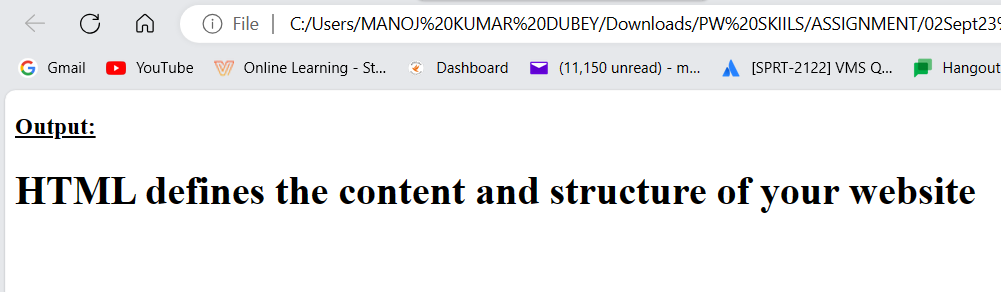 File C:/Users/MANOJ%20KUMAR%20DUBEY/Downloads/PW%20SKIILS/ASSIGNMENT/02Sept23%
Gmail YouTube Online Learning - St... Dashboard (11,150 unread) - m... [SPRT-2122] VMS Q... Hangout
Output:
HTML defines the content and structure of your website